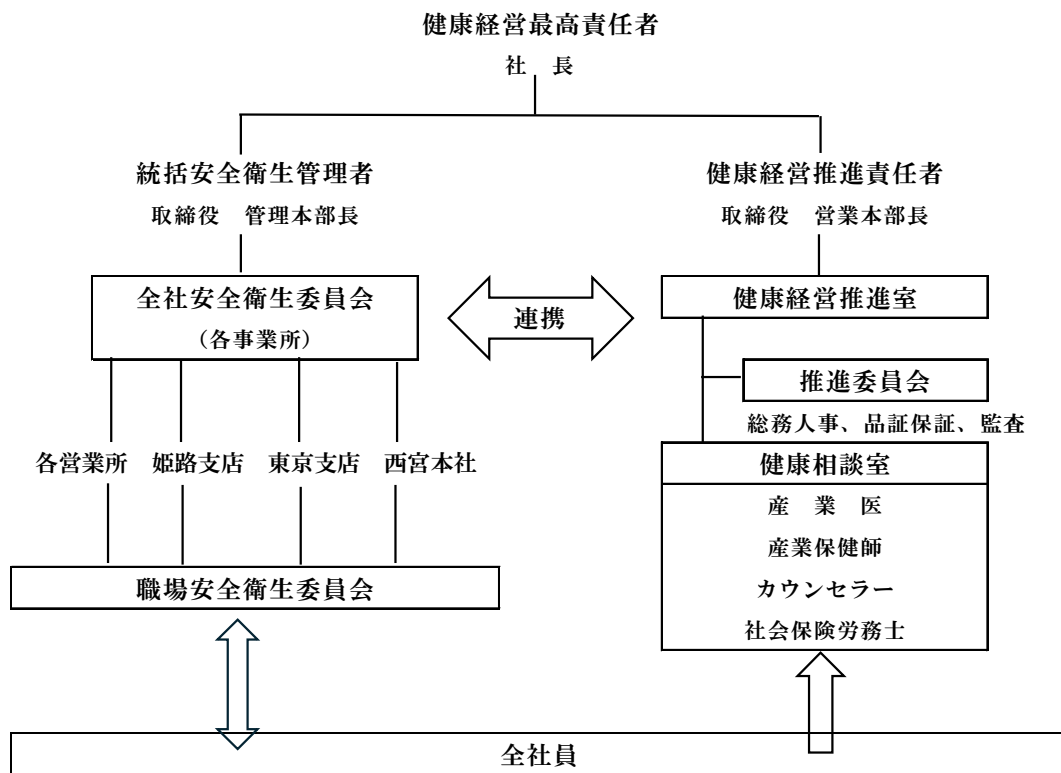 健康経営最高責任者
社　長
統括安全衛生管理者
取締役　管理本部長
健康経営推進責任者
取締役　営業本部長
全社安全衛生委員会
（各事業所）
連携
健康経営推進室
推進委員会
総務人事、品証保証、監査
各営業所　姫路支店　東京支店　西宮本社
健康相談室
産　業　医
産業保健師
カウンセラー
社会保険労務士
職場安全衛生委員会
全社員